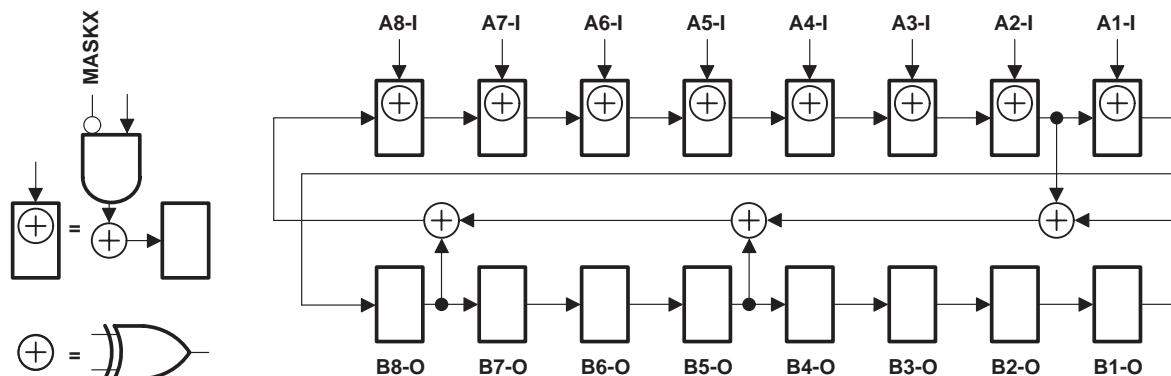 MASKX
=
=
A8-I A7-I A6-I A5-I A4-I A3-I A2-I A1-I
B8-O B7-O B6-O B5-O B4-O B3-O B2-O B1-O